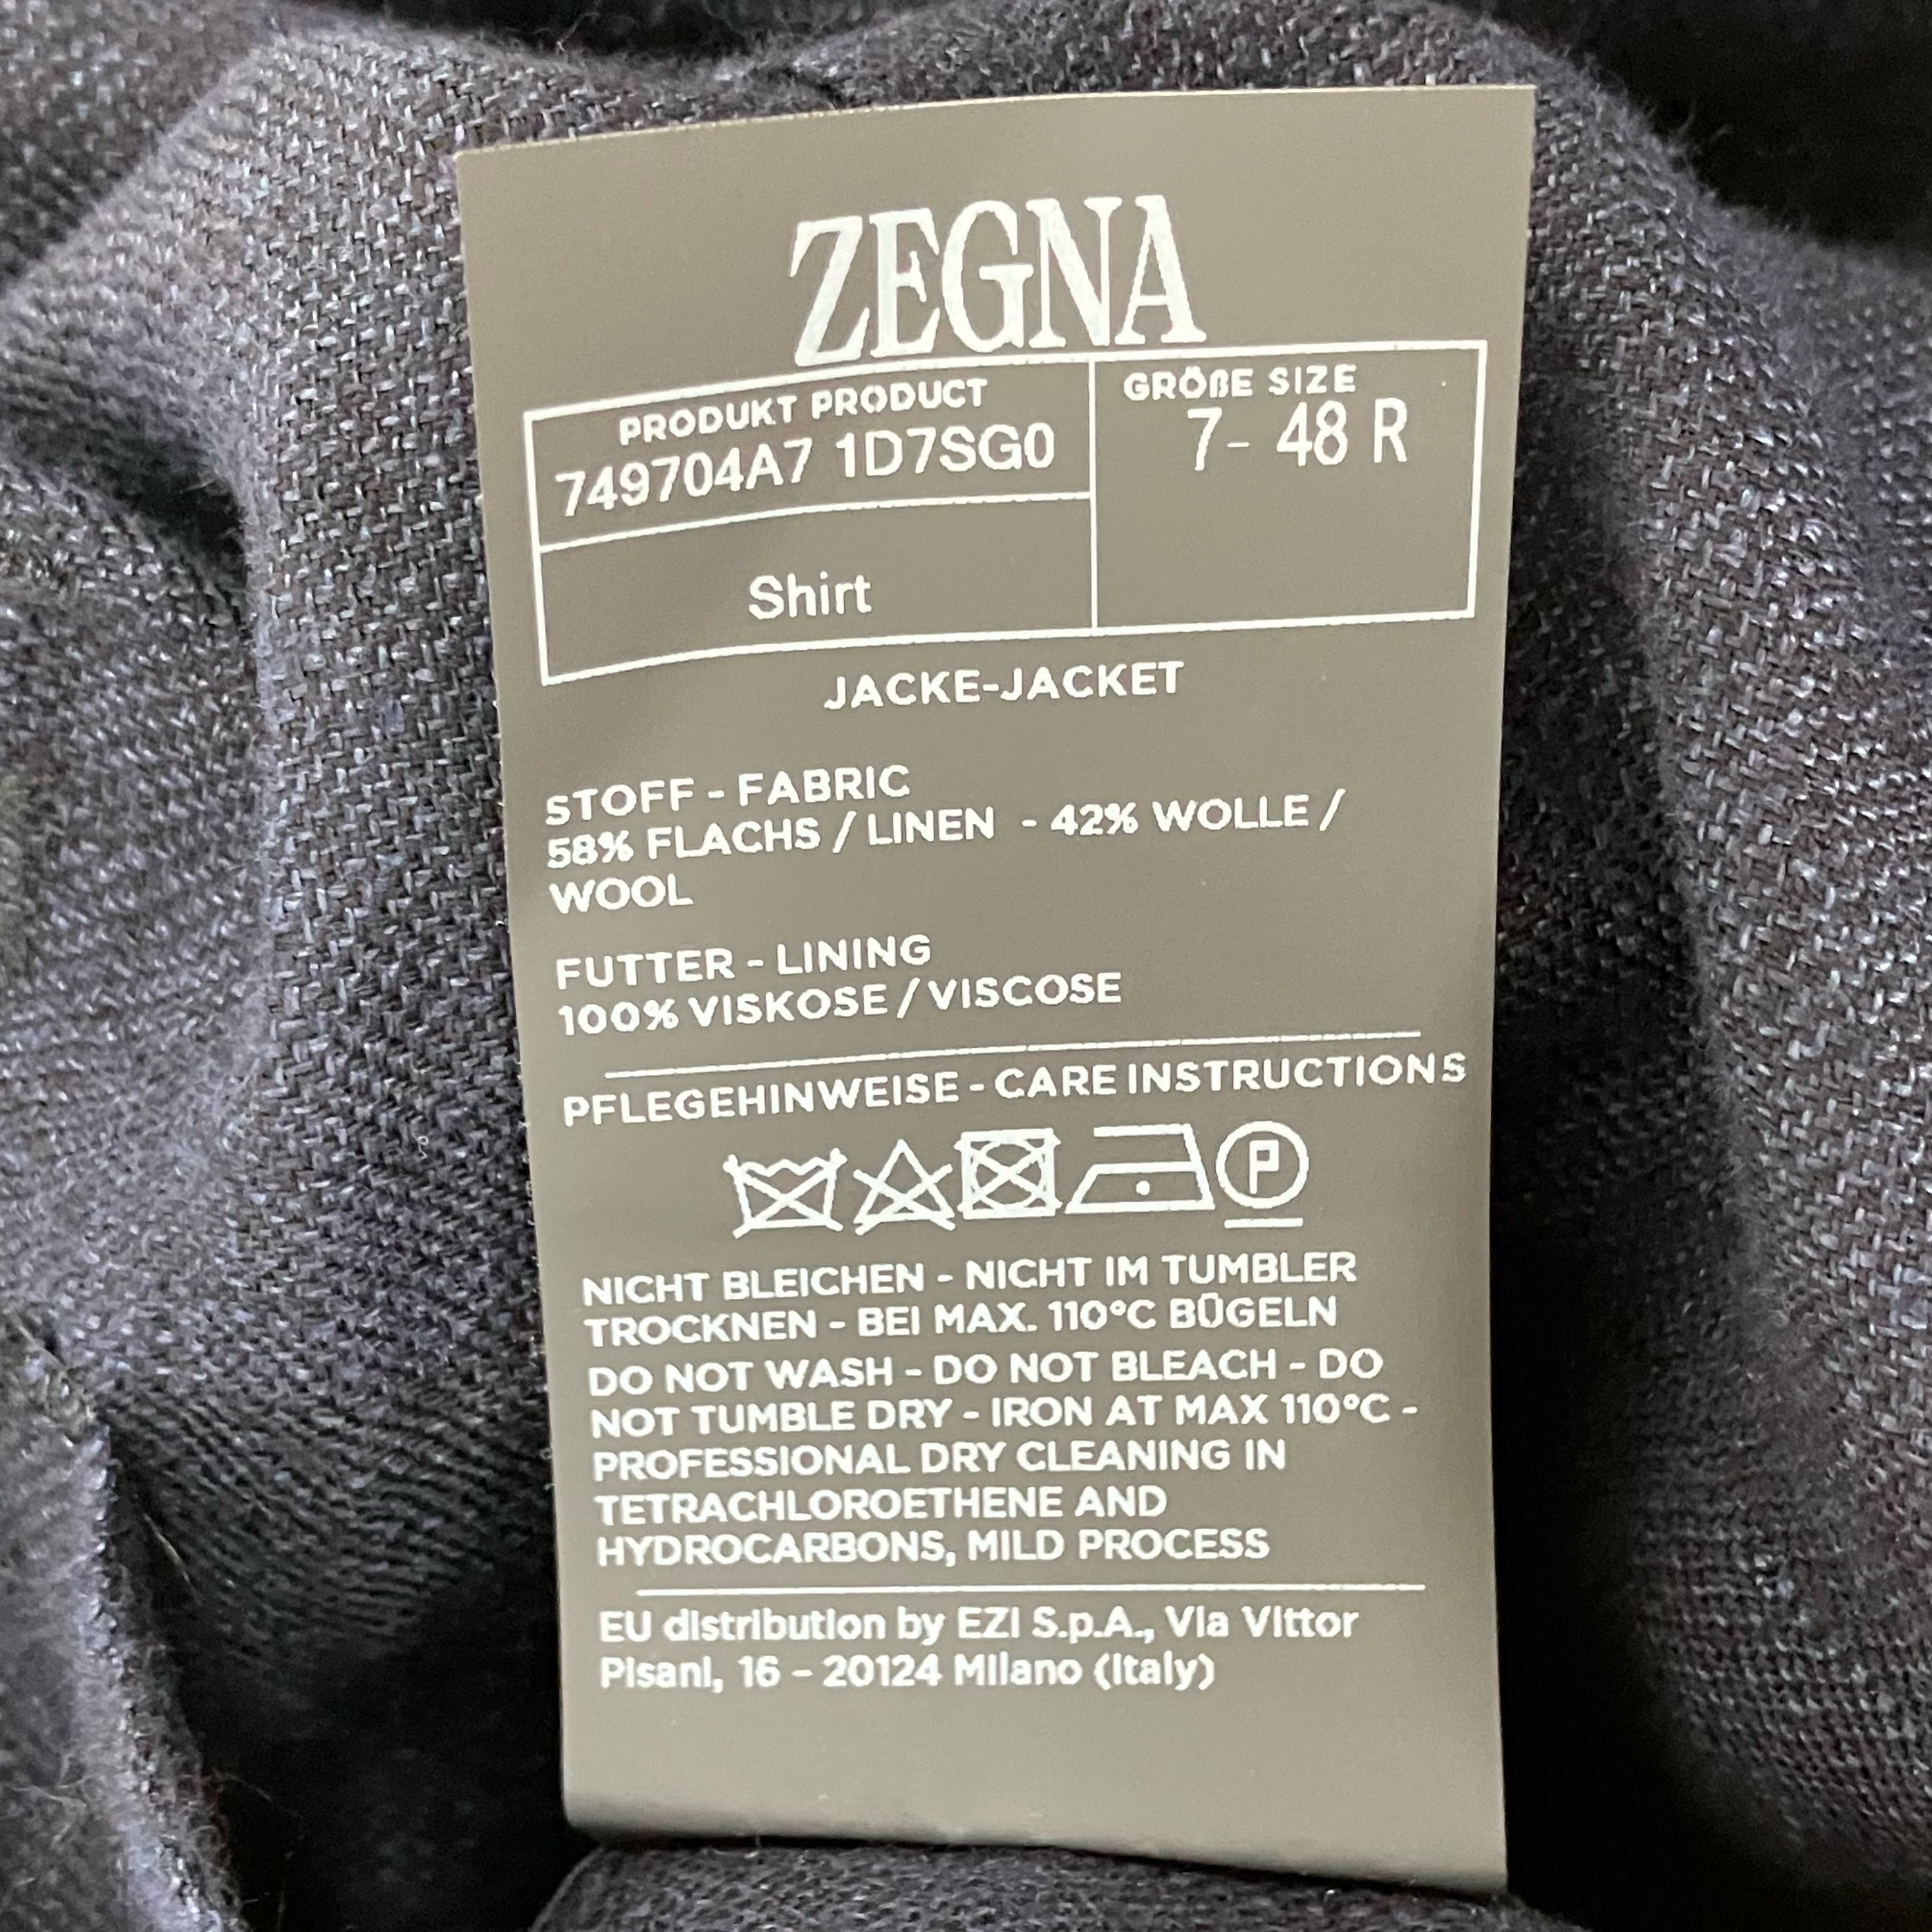 ZEGNA
PRODUKT PRODUCT
749704A7 1D7SG0
GRÖßE SIZE
7- 48 R
Shirt
JACKE-JACKET
STOFF - FABRIC
58% FLACHS / LINEN - 42% WOLLE /
WOOL
FUTTER - LINING
100% VISKOSE / VISCOSE
PFLEGEHINWEISE - CARE INSTRUCTIONS
P
NICHT BLEICHEN - NICHT IM TUMBLER
TROCKNEN - BEI MAX. 110°C BÜGELN
DO NOT WASH - DO NOT BLEACH - DO
NOT TUMBLE DRY - IRON AT MAX 110°C -
PROFESSIONAL DRY CLEANING IN
TETRACHLOROETHENE AND
HYDROCARBONS, MILD PROCESS
EU distribution by EZI S.p.A., Via Vittor
Pisani, 16 - 20124 Milano (Italy)